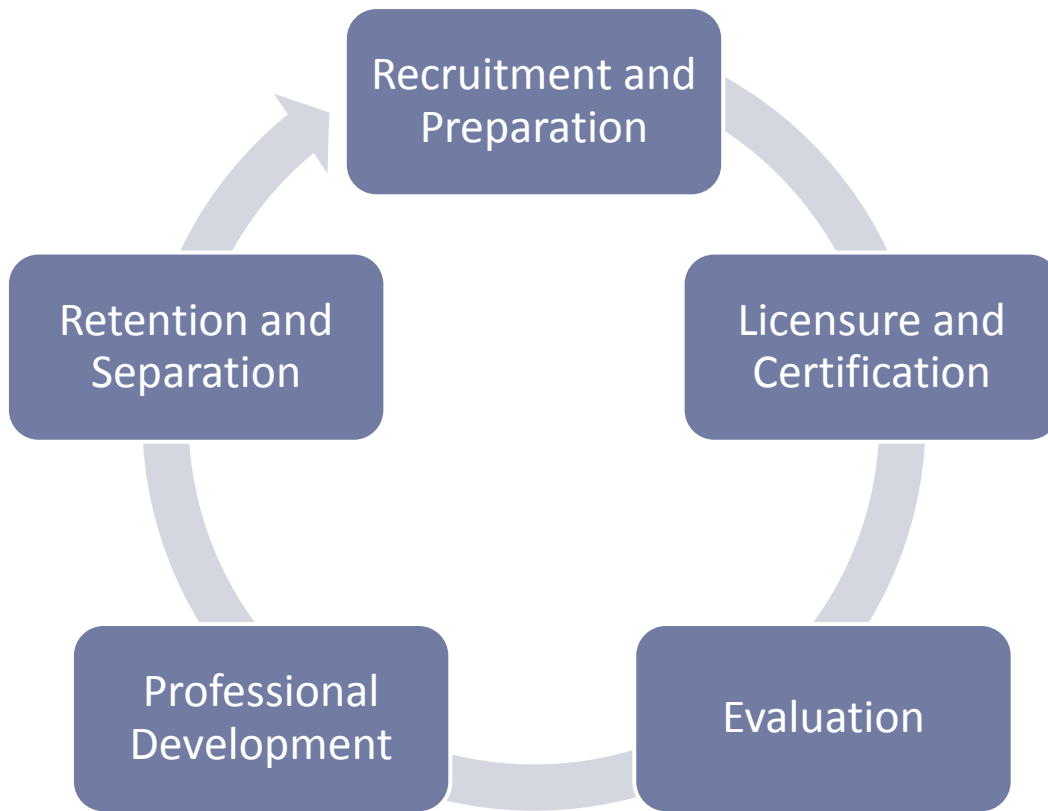 Recruitment and
Preparation
Licensure and
Certification
Evaluation
Professional
Development
Retention and
Separation